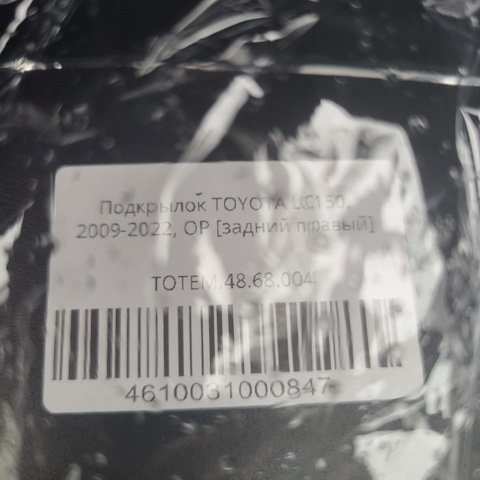 Подкрылок TOYOTA LC150,
2009-2022, OP [задний правый]
TOTEM.48.68.004
4610031000847